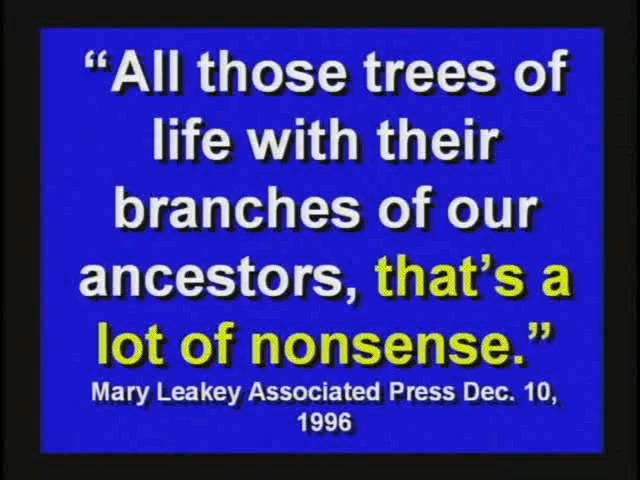 “All those trees of
life with their
branches of our
ancestors, that’s a
lot of nonsense.”
Mary Leakey Associated Press Dec. 10,
1996